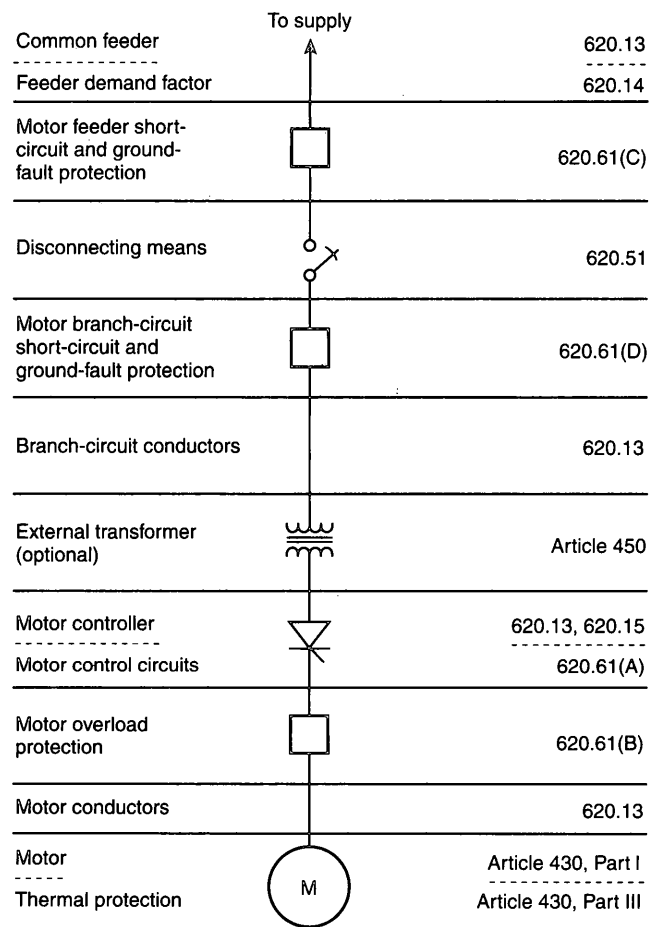 To supply
Common feeder 620.13
Feeder demand factor 620.14
Motor feeder short-
circuit and ground-
fault protection
620.61(C)
Disconnecting means 620.51
Motor branch-circuit
short-circuit and
ground-fault protection
620.61(D)
Branch-circuit conductors 620.13
External transformer
(optional)
Article 450
Motor controller 620.13, 620.15
Motor control circuits 620.61(A)
Motor overload
protection
620.61(B)
Motor conductors 620.13
Motor Article 430, Part I
M
Thermal protection Article 430, Part III